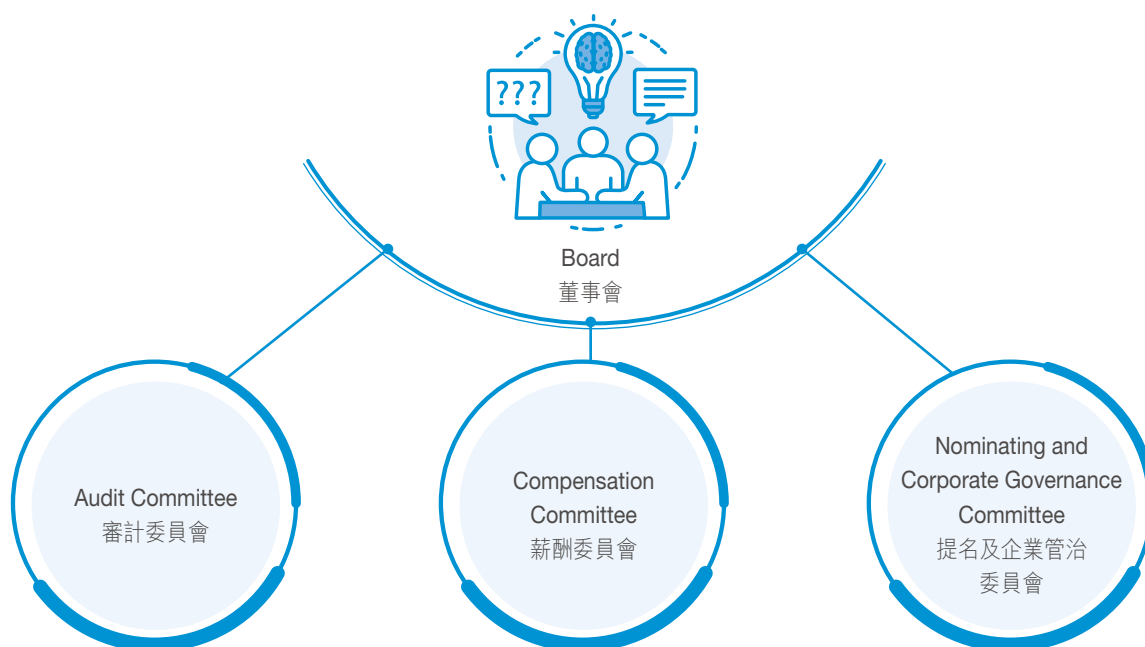 ???
Board
董事會
Audit Committee
審計委員會
Compensation
Committee
薪酬委員會
Nominating and
Corporate Governance
Committee
提名及企業管治
委員會